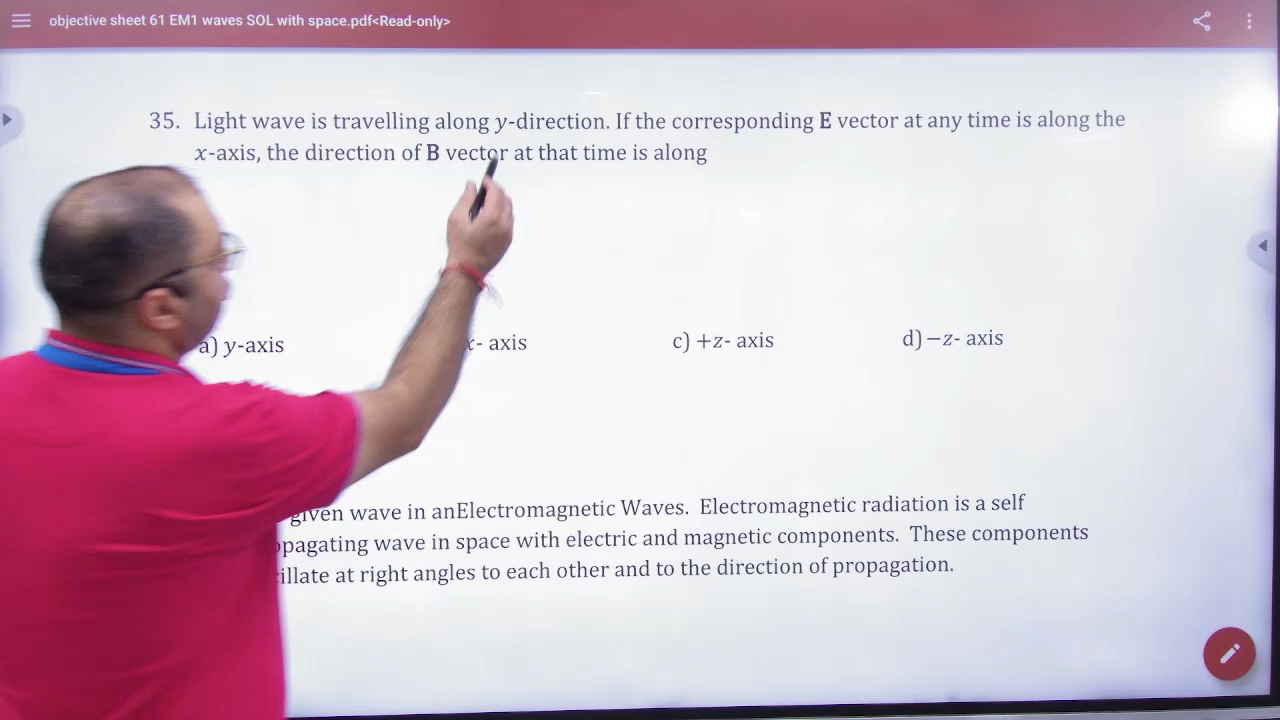 objective sheet 61 EM1 waves SOL with space.pdf<Read-only>
35. Light wave is travelling along y-direction. If the corresponding E vector at any time is along the
x-axis, the direction of B vector at that time is along
a) y-axis x- axis c) +z- axis d) −z- axis
given wave in anElectromagnetic Waves. Electromagnetic radiation is a self
wave in space with electric and magnetic components. These components
at right angles to each other and to the direction of propagation.